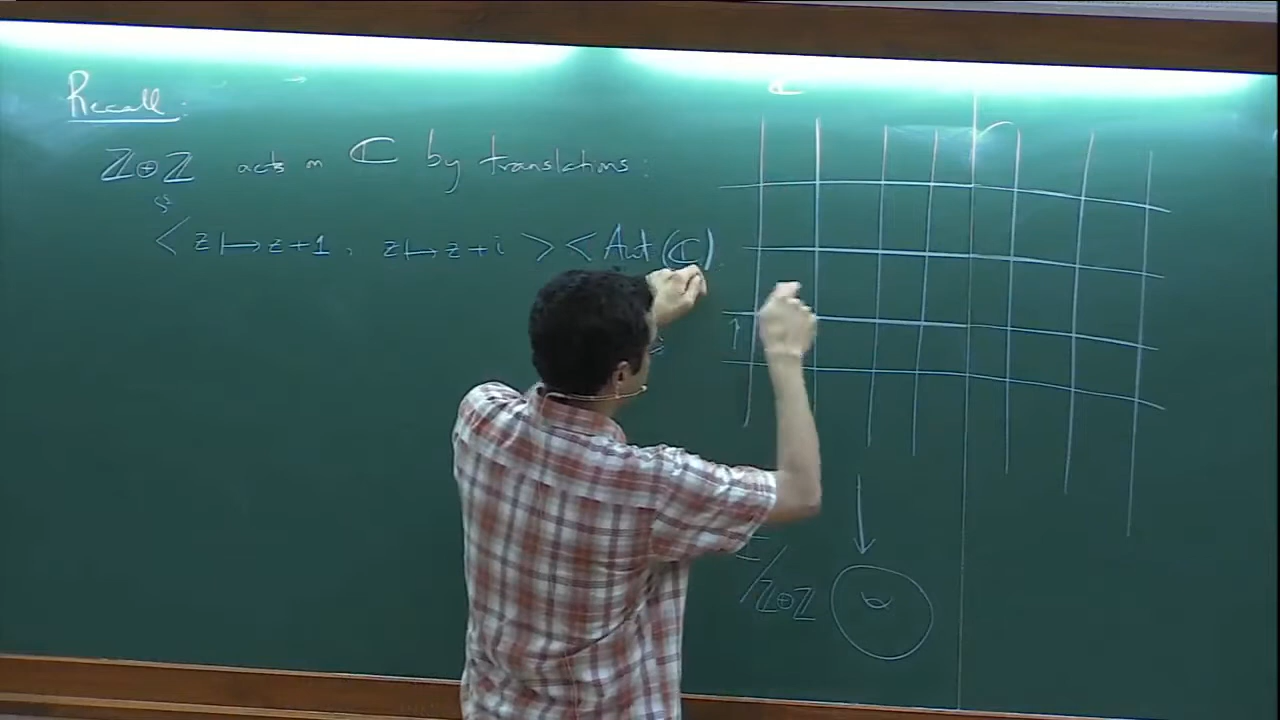 Recall:
ℤ⊕ℤ acts on ℂ by translations:
≅
< z ↦ z+1, z ↦ z+i > < Aut(ℂ).
ℂ
ℂ/ℤ⊕ℤ